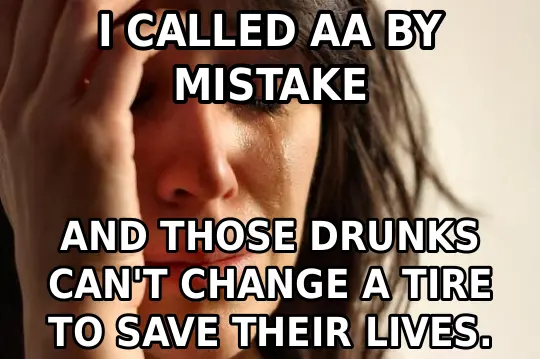 I CALLED AA BY
MISTAKE
AND THOSE DRUNKS
CAN'T CHANGE A TIRE
TO SAVE THEIR LIVES.